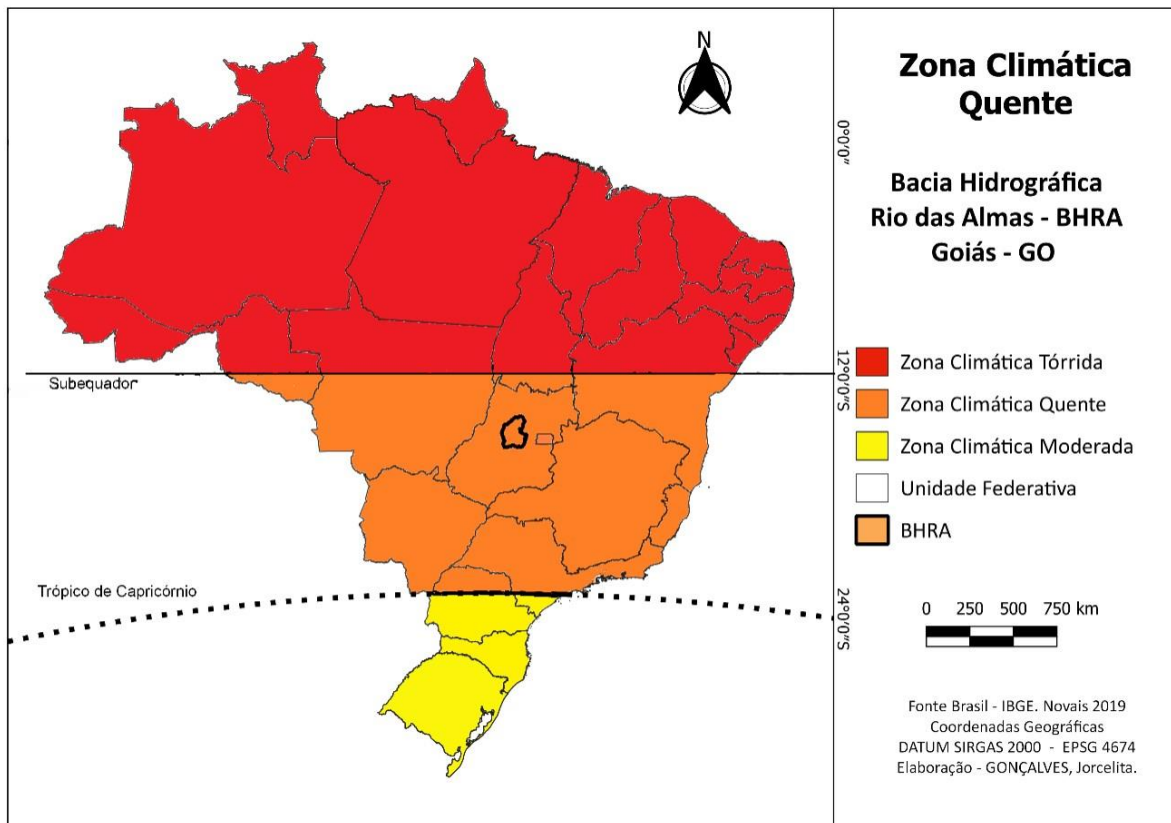 N
Zona Climática
Quente
Bacia Hidrográfica
Rio das Almas - BHRA
Goiás - GO
0°0'0"
12°0'0"S
24°0'0"S
Subequador
Trópico de Capricórnio
Zona Climática Tórrida
Zona Climática Quente
Zona Climática Moderada
Unidade Federativa
BHRA
0 250 500 750 km
Fonte Brasil - IBGE. Novais 2019
Coordenadas Geográficas
DATUM SIRGAS 2000 - EPSG 4674
Elaboração - GONÇALVES, Jorcelita.